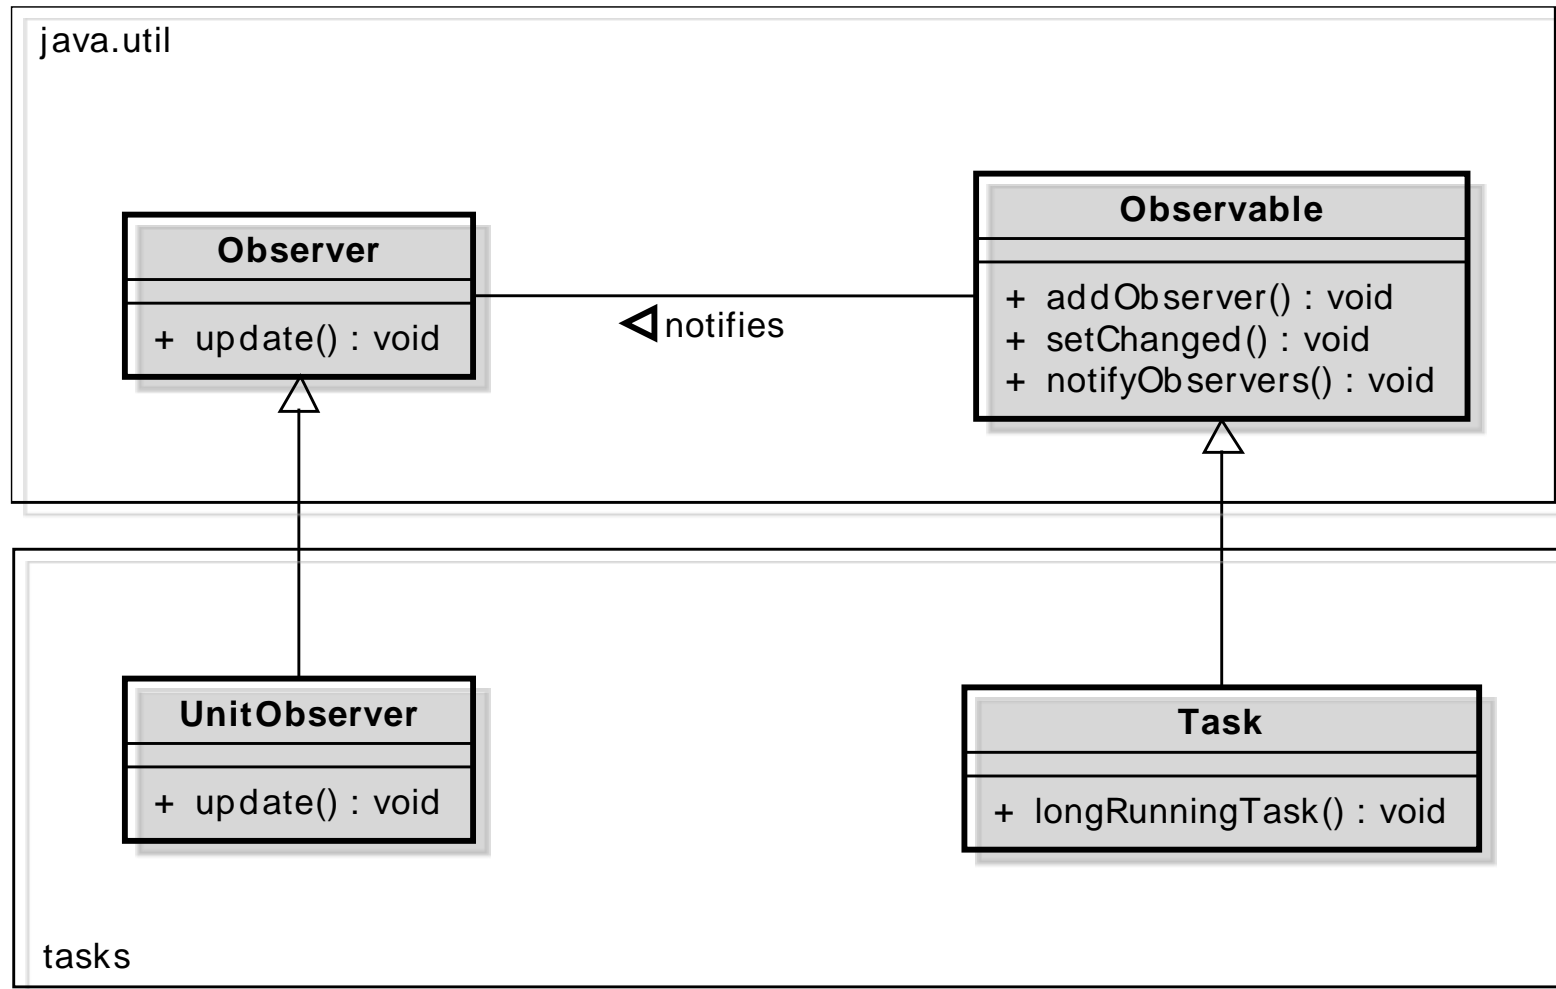 java.util
Observer
+ update() : void
notifies
Observable
+ addObserver() : void
+ setChanged() : void
+ notifyObservers() : void
UnitObserver
+ update() : void
Task
+ longRunningTask() : void
tasks